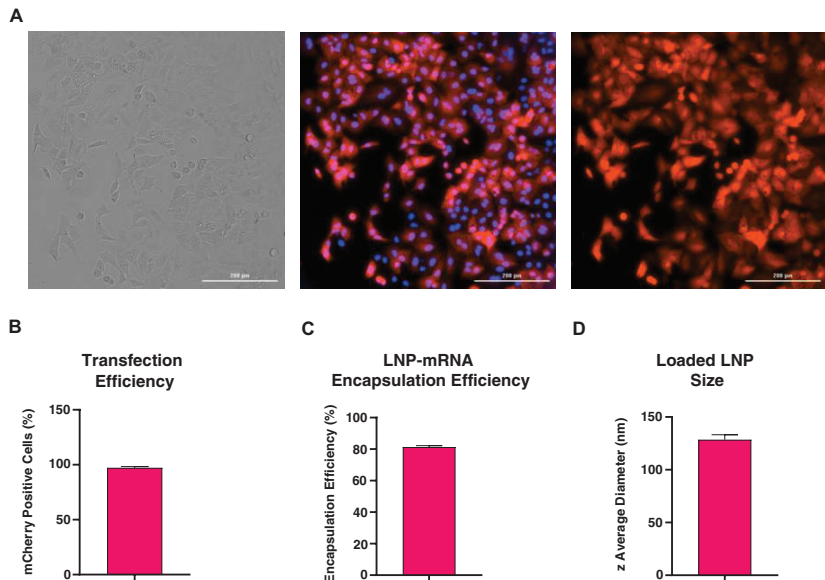 A
200 µm
200 µm
200 µm
B
Transfection
Efficiency
mCherry Positive Cells (%)
150
100
50
0
C
LNP-mRNA
Encapsulation Efficiency
Encapsulation Efficiency (%)
100
80
60
40
20
0
D
Loaded LNP
Size
z Average Diameter (nm)
150
100
50
0